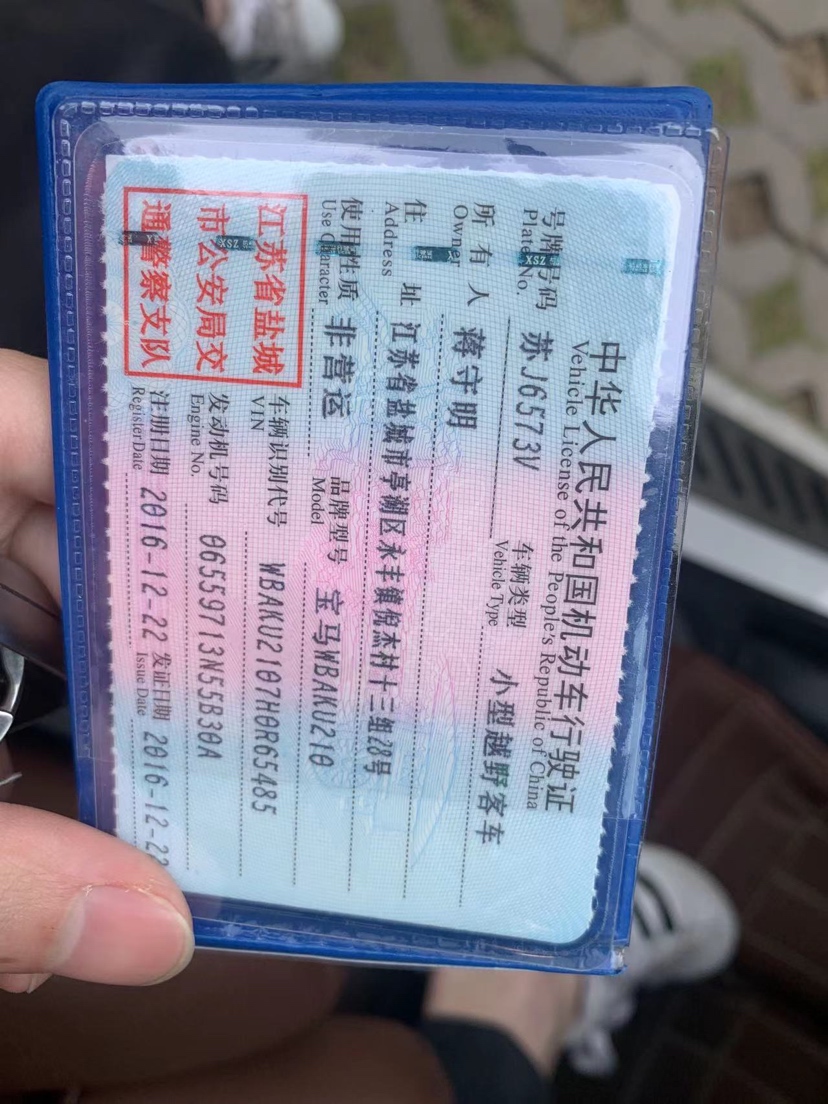 中华人民共和国机动车行驶证
Vehicle License of the People's Republic of China
号牌号码 苏J6573V 车辆类型 小型越野客车
Plate No. Vehicle Type
所有人 蒋守明
Owner
住址 江苏省盐城市亭湖区永丰镇倪杰村十三组28号
Address
使用性质 非营运 品牌型号 宝马WBAKU210
Use Character Model
江苏省盐城
市公安局交
通警察支队
车辆识别代号 WBAKU2107H0R65485
VIN
发动机号码 06559713N55B30A
Engine No.
注册日期 2016-12-22 发证日期 2016-12-22
Register Date Issue Date